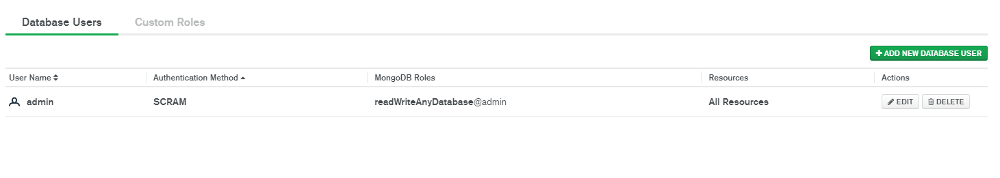 Database Users Custom Roles
ADD NEW DATABASE USER
User Name Authentication Method MongoDB Roles Resources Actions
admin SCRAM readWriteAnyDatabase@admin All Resources EDIT DELETE